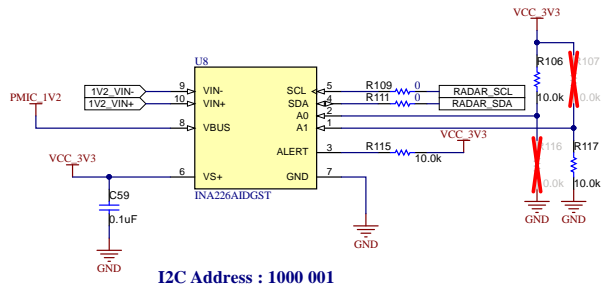 VCC_3V3
U8
R106
R107
1V2_VIN-
9
VIN-
SCL
5
R109
0
RADAR_SCL
1V2_VIN+
10
VIN+
SDA
4
R111
0
RADAR_SDA
10.0k
10.0k
PMIC_1V2
A0
2
8
VBUS
A1
1
VCC_3V3
ALERT
3
R115
10.0k
R116
R117
VCC_3V3
6
VS+
GND
7
10.0k
10.0k
C59
INA226AIDGST
0.1uF
GND
GND
GND
GND
I2C Address : 1000 001